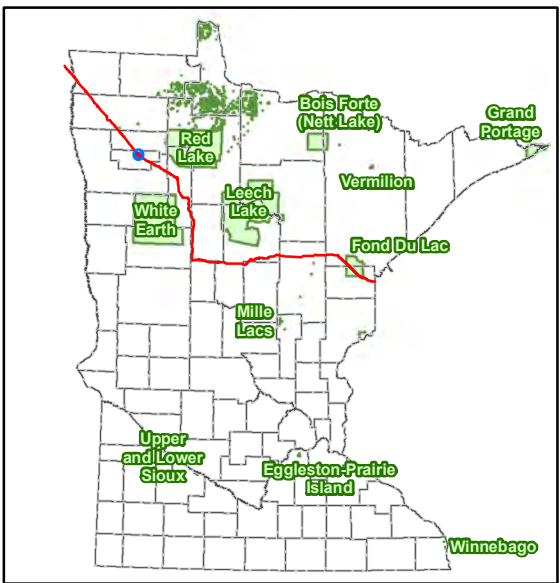 Bois Forte
(Nett Lake)
Grand
Portage
Red
Lake
Vermilion
Leech
Lake
White
Earth
Fond Du Lac
Mille
Lacs
Upper
and Lower
Sioux
Eggleston-Prairie
Island
Winnebago